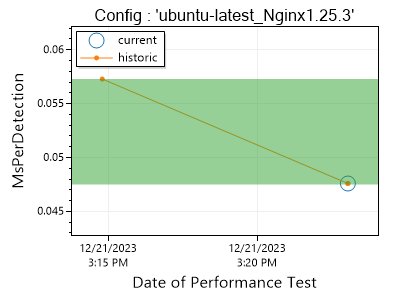 Config : 'ubuntu-latest_Nginx1.25.3'
current
historic
0.06
0.055
0.05
0.045
MsPerDetection
12/21/2023
3:15 PM
12/21/2023
3:20 PM
Date of Performance Test